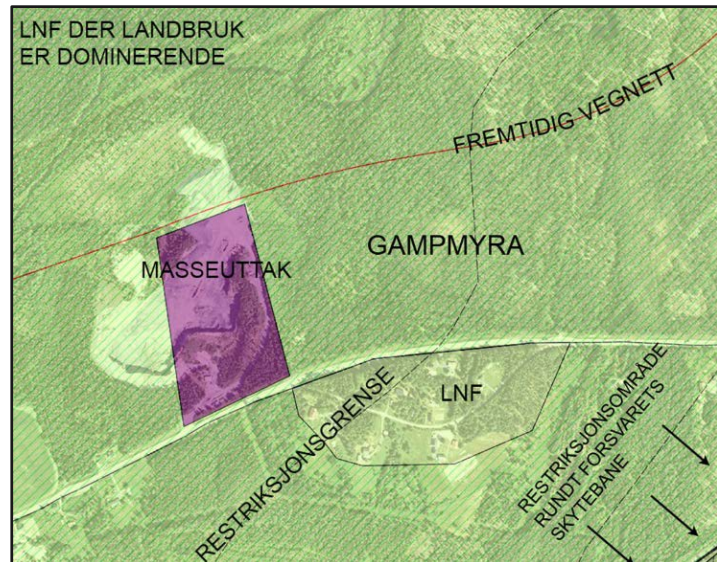 LNF DER LANDBRUK
ER DOMINERENDE
FREMTIDIG VEGNETT
GAMPMYRA
MASSEUTTAK
LNF
RESTRIKSJONSGRENSE
RESTRIKSJONSOMRÅDE
RUNDT FORSVARETS
SKYTEBANE